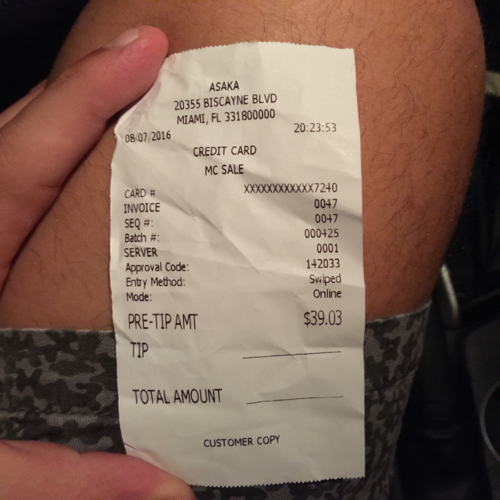 ASAKA
20355 BISCAYNE BLVD
MIAMI, FL 331800000
08/07/2016 20:23:53
CREDIT CARD
MC SALE
CARD # XXXXXXXXXXXX7240
INVOICE 0047
SEQ #: 0047
Batch #: 000425
SERVER 0001
Approval Code: 142033
Entry Method: Swiped
Mode: Online
PRE-TIP AMT $39.03
TIP
TOTAL AMOUNT
CUSTOMER COPY